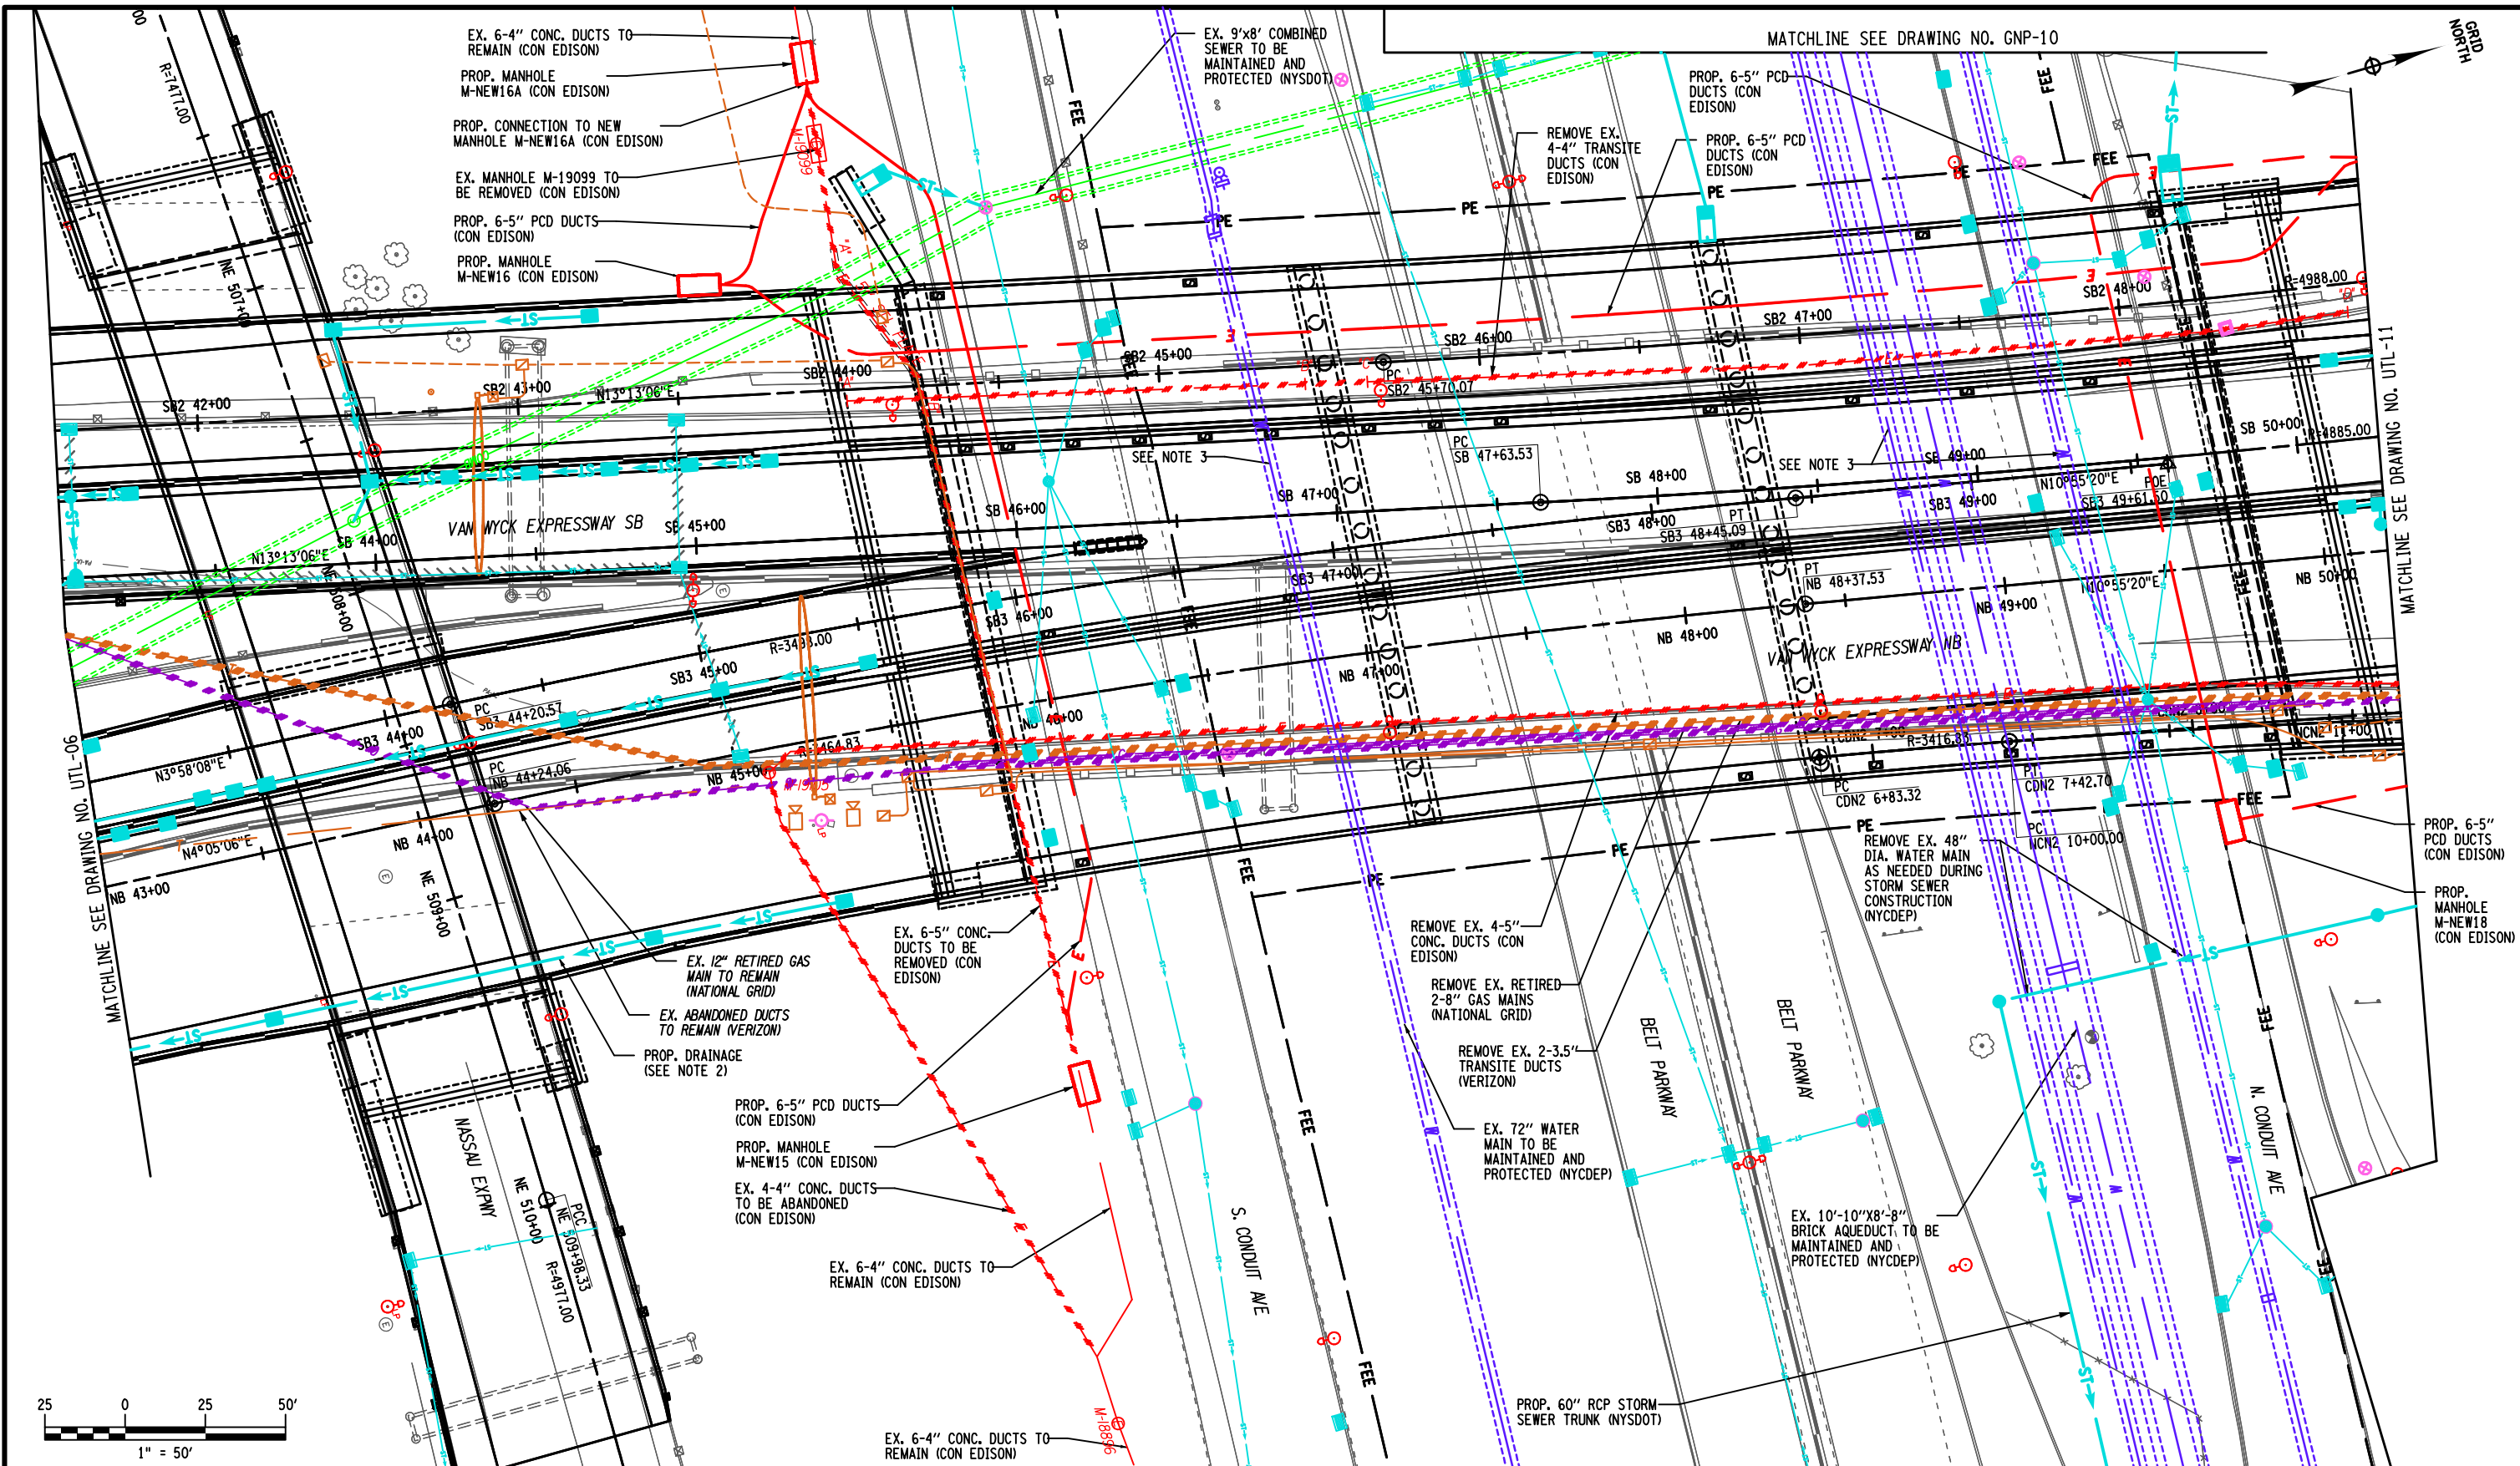 MATCHLINE SEE DRAWING NO. GNP-10
GRID
NORTH
EX. 6-4" CONC. DUCTS TO
REMAIN (CON EDISON)
PROP. MANHOLE
M-NEW16A (CON EDISON)
PROP. CONNECTION TO NEW
MANHOLE M-NEW16A (CON EDISON)
EX. MANHOLE M-19099 TO
BE REMOVED (CON EDISON)
PROP. 6-5" PCD DUCTS
(CON EDISON)
PROP. MANHOLE
M-NEW16 (CON EDISON)
M-19099
EX. 9'x8' COMBINED
SEWER TO BE
MAINTAINED AND
PROTECTED (NYSDOT)
REMOVE EX.
4-4" TRANSITE
DUCTS (CON
EDISON)
PROP. 6-5" PCD
DUCTS (CON
EDISON)
PROP. 6-5" PCD
DUCTS (CON
EDISON)
R=7477.00
NE 507+00
NE 508+00
NE 509+00
NE 510+00
FEE
FEE
FEE
PE
PE
PE
PE
ST
ST
ST
E
E
E
SB2 42+00
SB2 43+00
N13°13'06"E
SB2 44+00
SB2 45+00
SB2 46+00
SB2 47+00
SB2 48+00
R=4988.00
PC
SB2 45+70.07
"A"
"A"
SEE NOTE 3
PC
SB 47+63.53
SEE NOTE 3
SB 44+00
SB 45+00
SB 46+00
SB 47+00
SB 48+00
SB 49+00
SB 50+00
R=4885.00
VAN WYCK EXPRESSWAY SB
N13°13'06"E
N10°55'20"E
SB3 49+00
SB3 49+61.50
SB3 48+00
PT
SB3 48+45.09
SB3 47+00
SB3 46+00
SB3 45+00
SB3 44+00
R=3493.00
PC
SB3 44+20.57
N3°58'08"E
PT
NB 48+37.53
N10°55'20"E
NB 50+00
NB 49+00
NB 48+00
NB 47+00
NB 46+00
NB 45+00
NB 44+00
NB 43+00
VAN WYCK EXPRESSWAY NB
PC
NB 44+24.06
N4°05'06"E
R=3416.83
PC
CDN2 6+83.32
PT
CDN2 7+42.70
PC
NCN2 10+00.00
NCN2 11+00
MATCHLINE SEE DRAWING NO. UTL-06
MATCHLINE SEE DRAWING NO. UTL-11
REMOVE EX. 48"
DIA. WATER MAIN
AS NEEDED DURING
STORM SEWER
CONSTRUCTION
(NYCDEP)
PROP. 6-5"
PCD DUCTS
(CON EDISON)
PROP.
MANHOLE
M-NEW18
(CON EDISON)
EX. 12" RETIRED GAS
MAIN TO REMAIN
(NATIONAL GRID)
EX. ABANDONED DUCTS
TO REMAIN (VERIZON)
PROP. DRAINAGE
(SEE NOTE 2)
EX. 6-5" CONC.
DUCTS TO BE
REMOVED (CON
EDISON)
PROP. 6-5" PCD DUCTS
(CON EDISON)
PROP. MANHOLE
M-NEW15 (CON EDISON)
EX. 4-4" CONC. DUCTS
TO BE ABANDONED
(CON EDISON)
EX. 6-4" CONC. DUCTS TO
REMAIN (CON EDISON)
EX. 6-4" CONC. DUCTS TO
REMAIN (CON EDISON)
M-18896
REMOVE EX. 4-5"
CONC. DUCTS (CON
EDISON)
REMOVE EX. RETIRED
2-8" GAS MAINS
(NATIONAL GRID)
REMOVE EX. 2-3.5"
TRANSITE DUCTS
(VERIZON)
EX. 72" WATER
MAIN TO BE
MAINTAINED AND
PROTECTED (NYCDEP)
EX. 10'-10"X8'-8"
BRICK AQUEDUCT TO BE
MAINTAINED AND
PROTECTED (NYCDEP)
PROP. 60" RCP STORM
SEWER TRUNK (NYSDOT)
NASSAU EXPWY
S. CONDUIT AVE
BELT PARKWAY
BELT PARKWAY
N. CONDUIT AVE
PCC
NE 509+98.33
R=4977.00
25 0 25 50'
1" = 50'